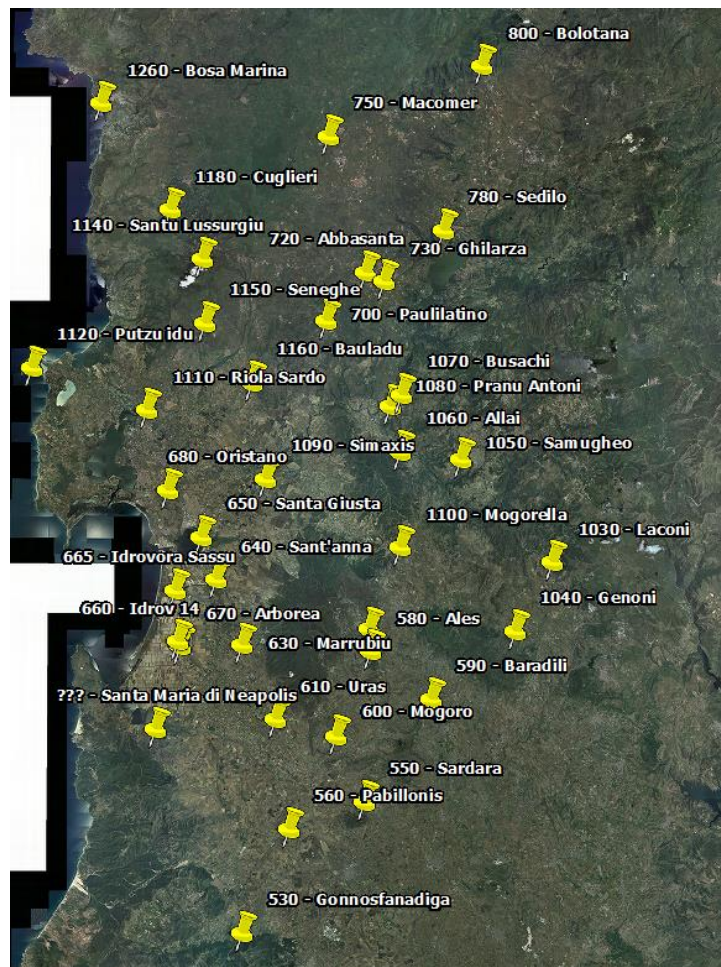 800 - Bolotana
1260 - Bosa Marina
750 - Macomer
1180 - Cuglieri
780 - Sedilo
1140 - Santu Lussurgiu
720 - Abbasanta
730 - Ghilarza
1150 - Seneghe
700 - Paulilatino
1120 - Putzu idu
1160 - Bauladu
1070 - Busachi
1110 - Riola Sardo
1080 - Pranu Antoni
1060 - Allai
1090 - Simaxis
1050 - Samugheo
680 - Oristano
650 - Santa Giusta
1100 - Mogorella
1030 - Laconi
640 - Sant'anna
665 - Idrovora Sassu
1040 - Genoni
660 - Idrov 14
670 - Arborea
580 - Ales
630 - Marrubiu
590 - Baradili
610 - Uras
??? - Santa Maria di Neapolis
600 - Mogoro
550 - Sardara
560 - Pabillonis
530 - Gonnosfanadiga